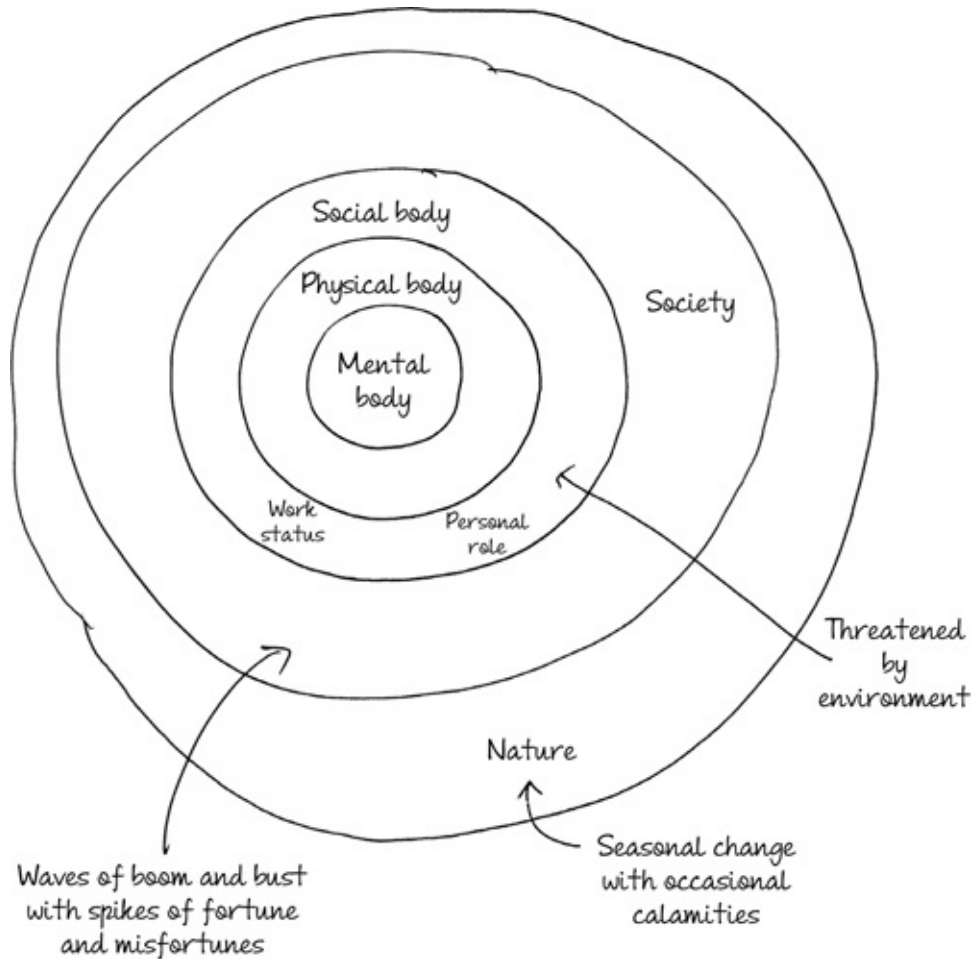 Social body
Physical body
Mental
body
Society
Work
status
Personal
role
Threatened
by
environment
Nature
Waves of boom and bust
with spikes of fortune
and misfortunes
Seasonal change
with occasional
calamities